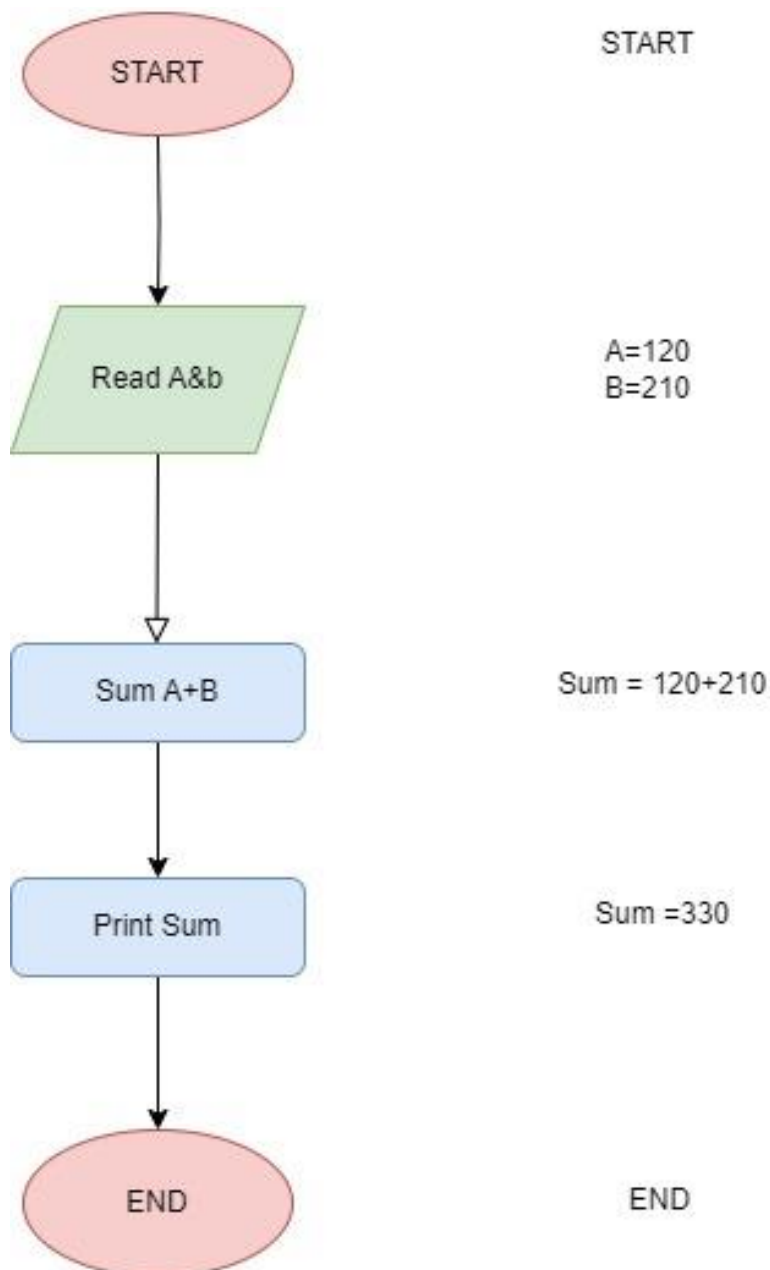 START
START
Read A&b
A=120
B=210
Sum A+B
Sum = 120+210
Print Sum
Sum =330
END
END